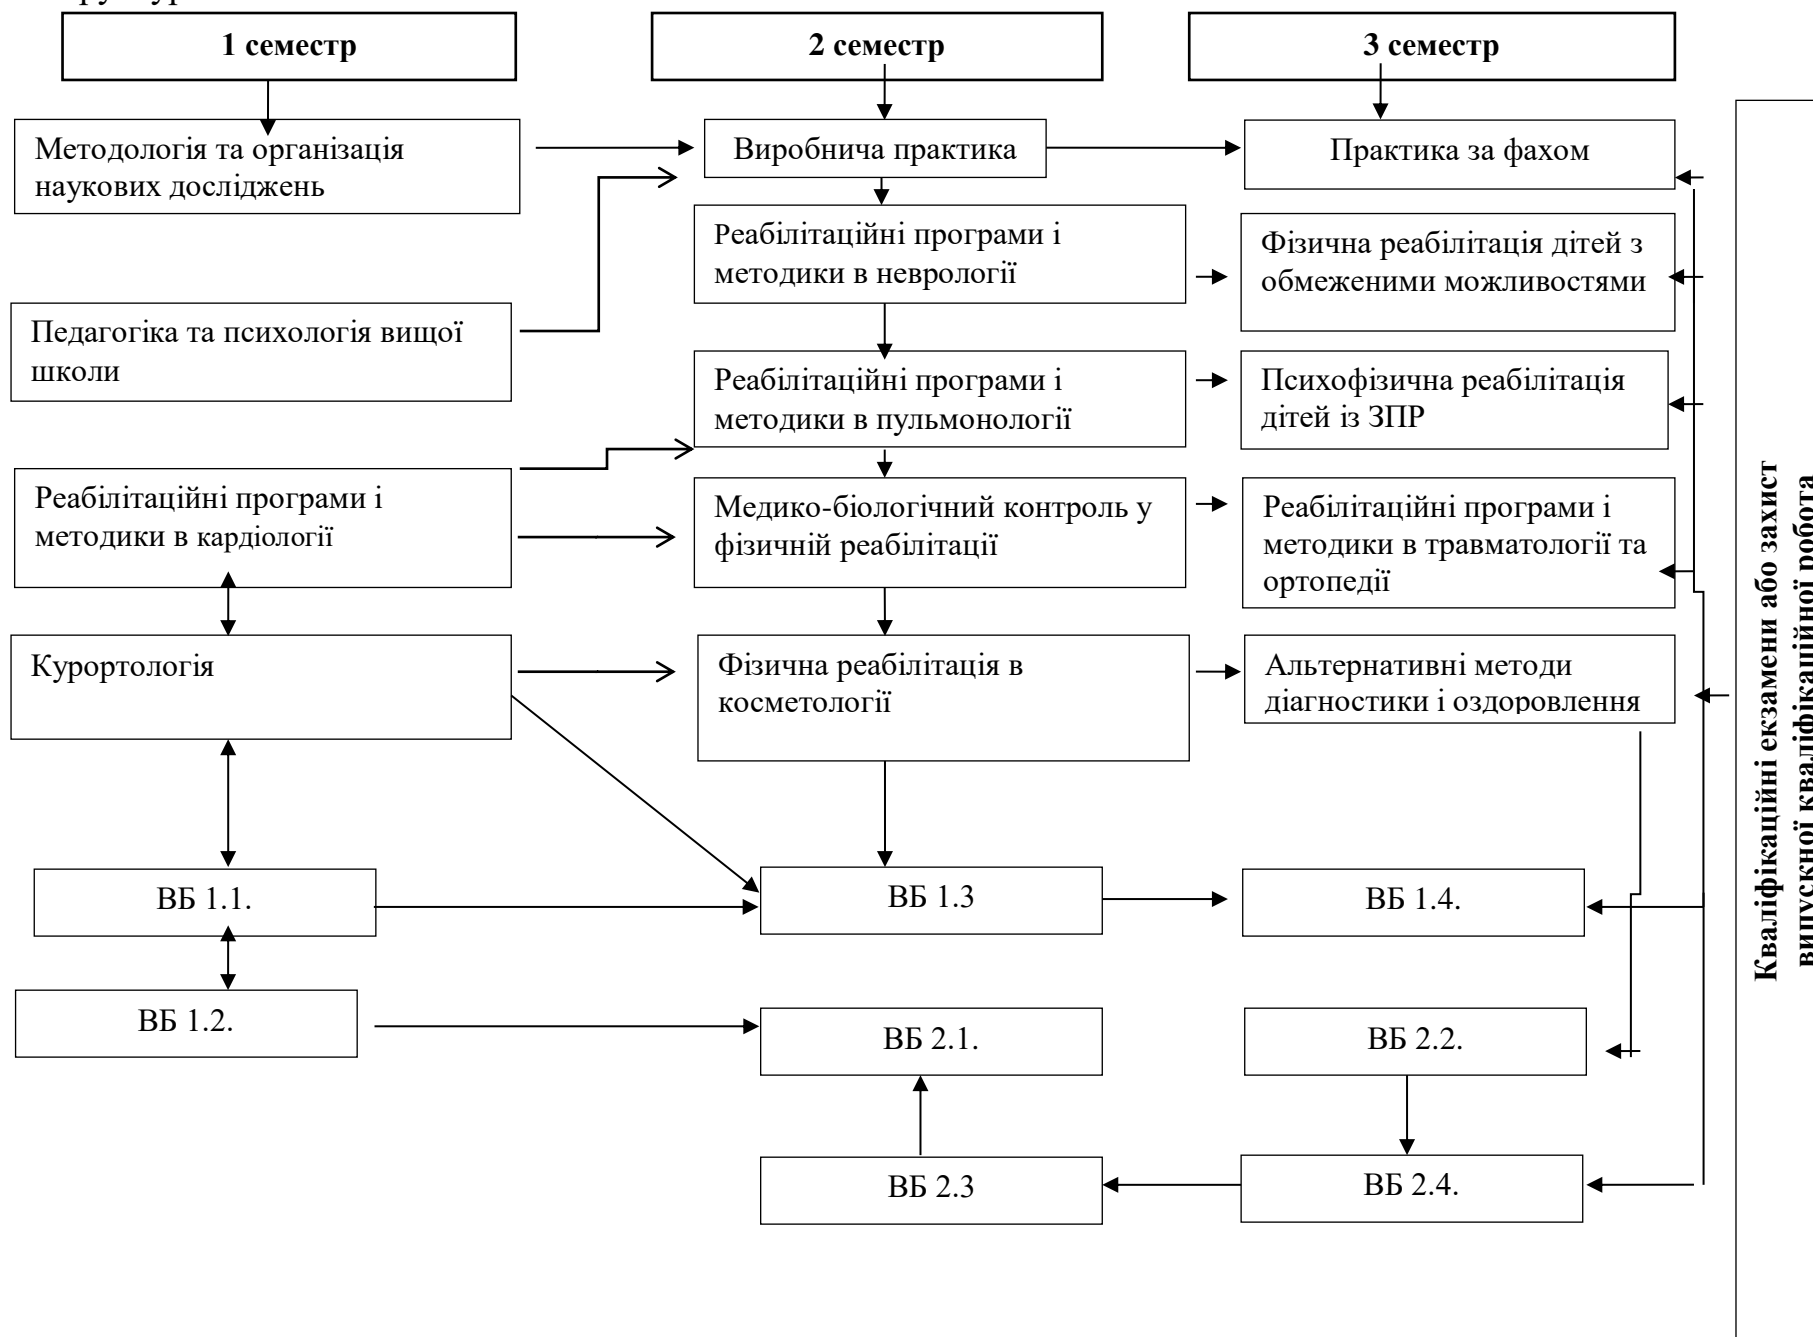 1 семестр
2 семестр
3 семестр
Методологія та організація
наукових досліджень
Виробнича практика
Практика за фахом
Реабілітаційні програми і
методики в неврології
Фізична реабілітація дітей з
обмеженими можливостями
Педагогіка та психологія вищої
школи
Реабілітаційні програми і
методики в пульмонології
Психофізична реабілітація
дітей із ЗПР
Реабілітаційні програми і
методики в кардіології
Медико-біологічний контроль у
фізичній реабілітації
Реабілітаційні програми і
методики в травматології та
ортопедії
Курортологія
Фізична реабілітація в
косметології
Альтернативні методи
діагностики і оздоровлення
ВБ 1.1.
ВБ 1.3
ВБ 1.4.
ВБ 1.2.
ВБ 2.1.
ВБ 2.2.
ВБ 2.3
ВБ 2.4.
Кваліфікаційні екзамени або захист
випускної кваліфікаційної робота